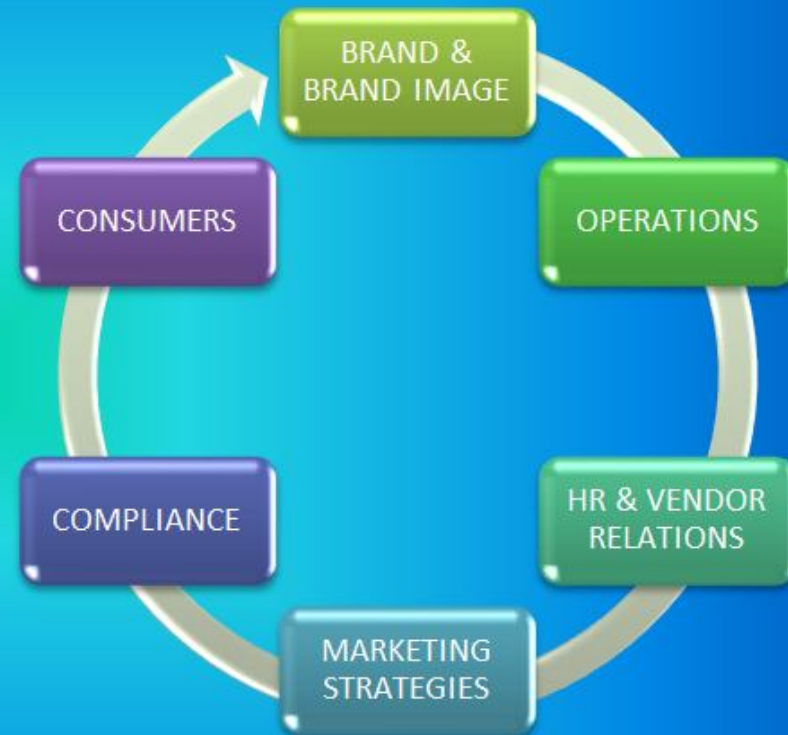 BRAND &
BRAND IMAGE
OPERATIONS
HR & VENDOR
RELATIONS
MARKETING
STRATEGIES
COMPLIANCE
CONSUMERS